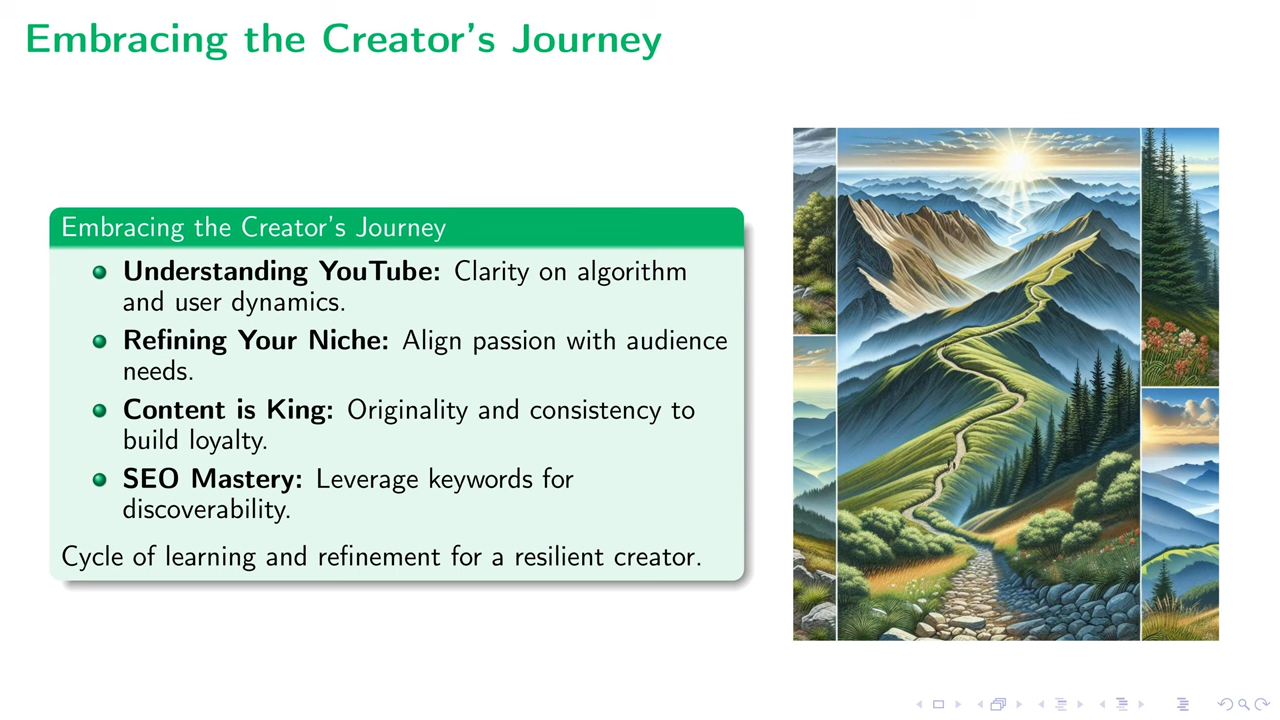 Embracing the Creator's Journey
Embracing the Creator's Journey
Understanding YouTube: Clarity on algorithm
and user dynamics.
Refining Your Niche: Align passion with audience
needs.
Content is King: Originality and consistency to
build loyalty.
SEO Mastery: Leverage keywords for
discoverability.
Cycle of learning and refinement for a resilient creator.